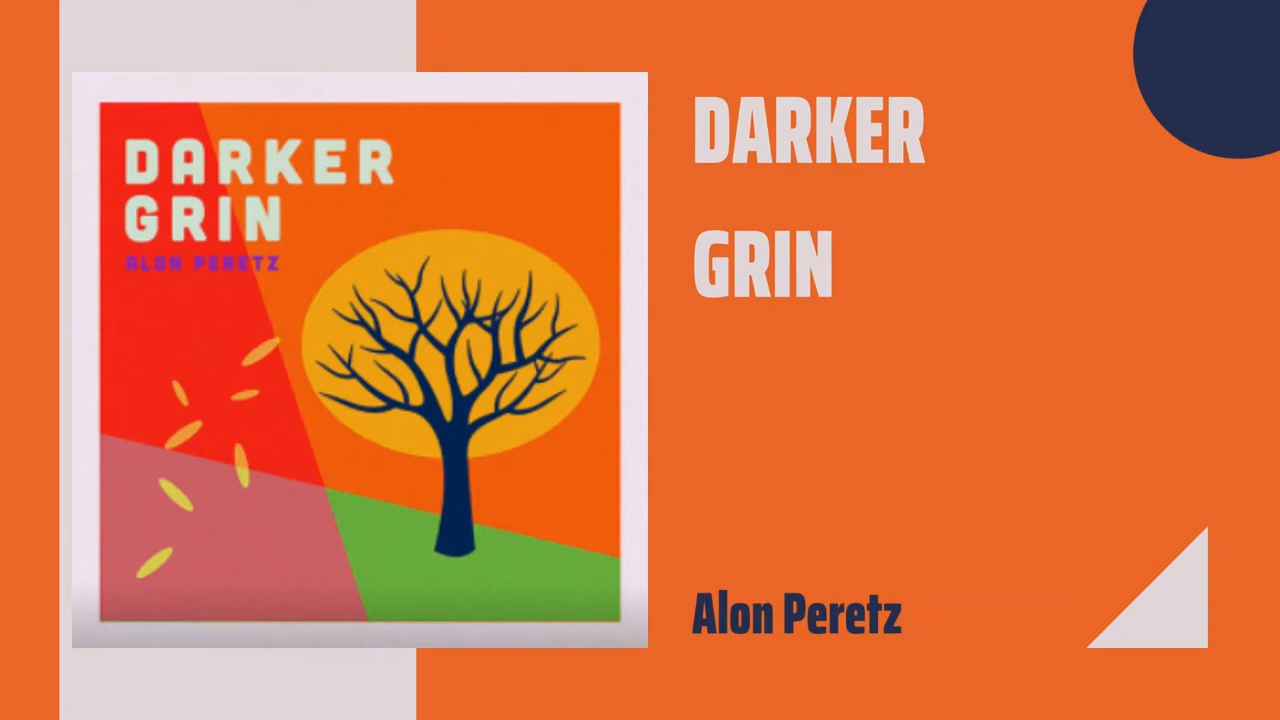 DARKER
GRIN
ALON PERETZ
DARKER
GRIN
Alon Peretz